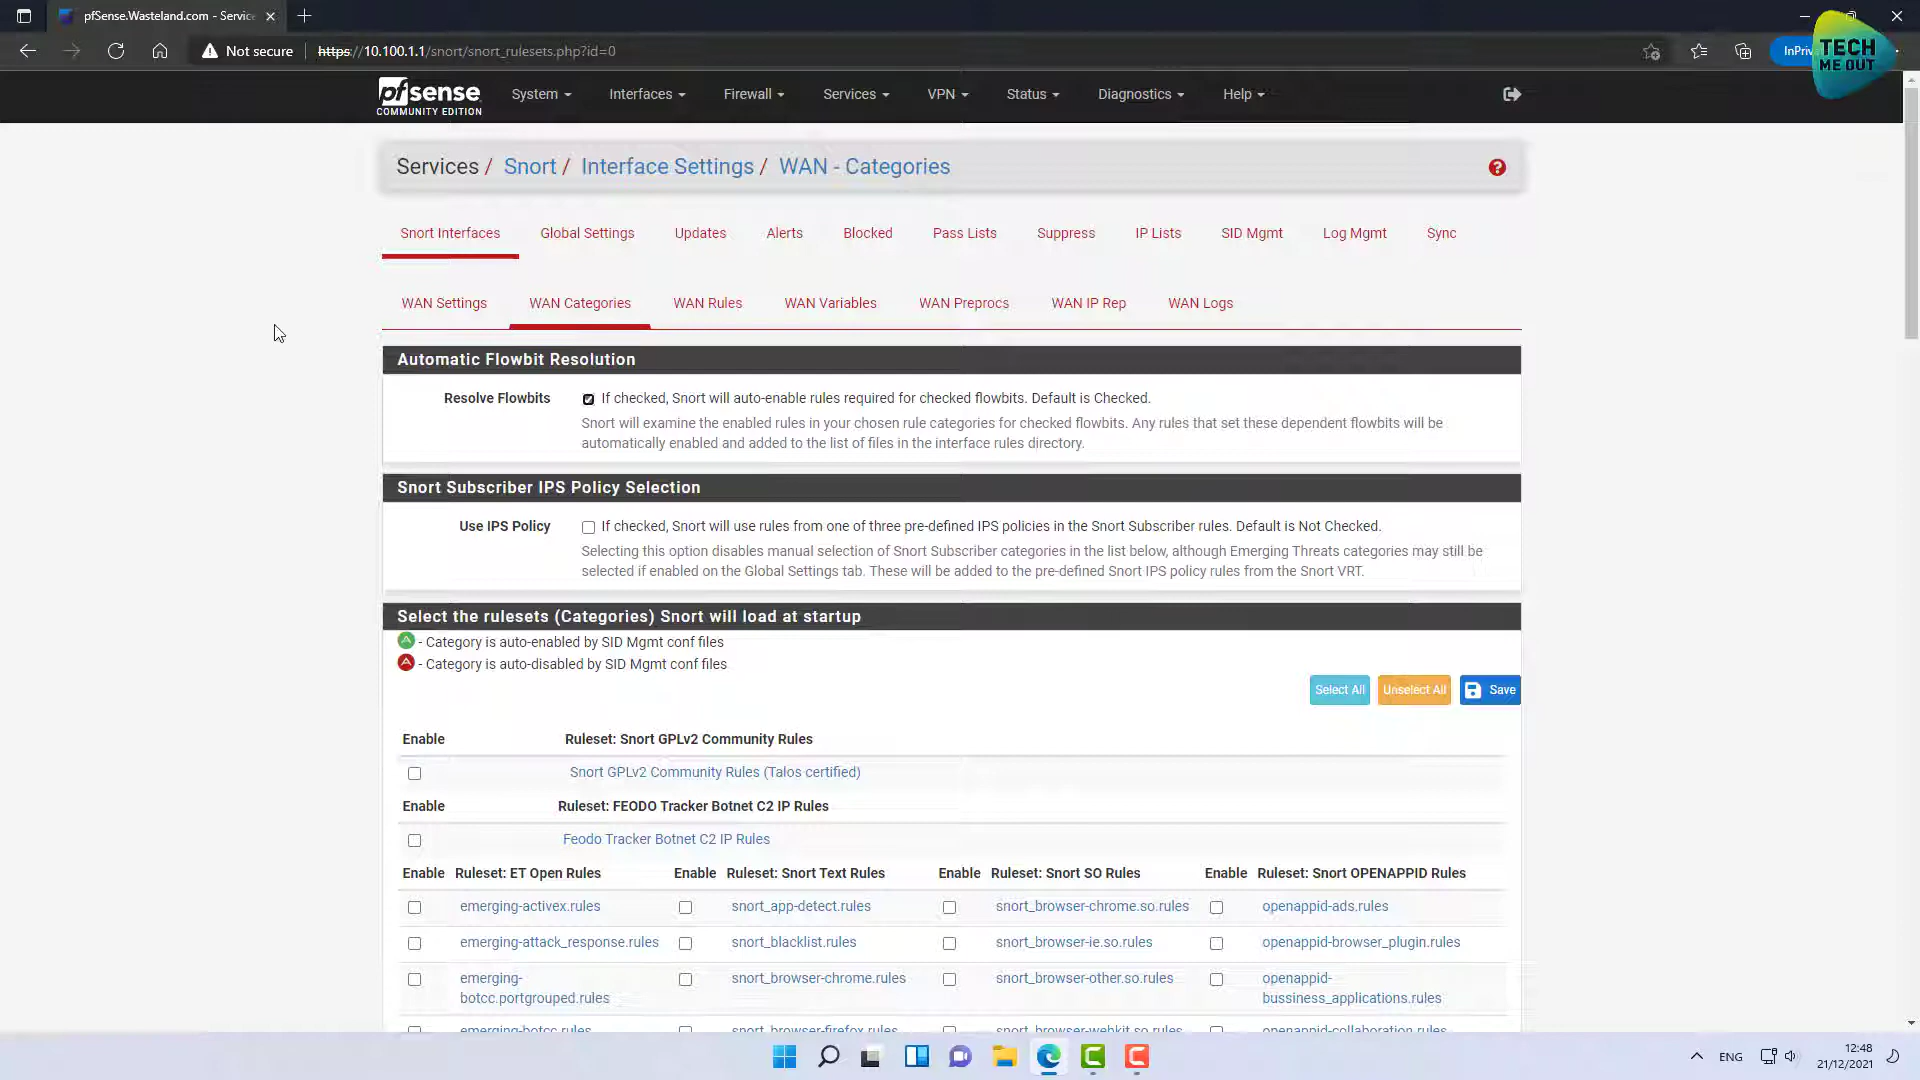 pfSense.Wasteland.com - Servic
Not secure
https://10.100.1.1/snort/snort_rulesets.php?id=0
TECH
ME OUT
pfsense
COMMUNITY EDITION
System
Interfaces
Firewall
Services
VPN
Status
Diagnostics
Help
Services / Snort / Interface Settings / WAN - Categories
Snort Interfaces
Global Settings
Updates
Alerts
Blocked
Pass Lists
Suppress
IP Lists
SID Mgmt
Log Mgmt
Sync
WAN Settings
WAN Categories
WAN Rules
WAN Variables
WAN Preprocs
WAN IP Rep
WAN Logs
Automatic Flowbit Resolution
Resolve Flowbits
If checked, Snort will auto-enable rules required for checked flowbits. Default is Checked.
Snort will examine the enabled rules in your chosen rule categories for checked flowbits. Any rules that set these dependent flowbits will be
automatically enabled and added to the list of files in the interface rules directory.
Snort Subscriber IPS Policy Selection
Use IPS Policy
If checked, Snort will use rules from one of three pre-defined IPS policies in the Snort Subscriber rules. Default is Not Checked.
Selecting this option disables manual selection of Snort Subscriber categories in the list below, although Emerging Threats categories may still be
selected if enabled on the Global Settings tab. These will be added to the pre-defined Snort IPS policy rules from the Snort VRT.
Select the rulesets (Categories) Snort will load at startup
- Category is auto-enabled by SID Mgmt conf files
- Category is auto-disabled by SID Mgmt conf files
Select All
Unselect All
Save
Enable Ruleset: Snort GPLv2 Community Rules
Snort GPLv2 Community Rules (Talos certified)
Enable Ruleset: FEODO Tracker Botnet C2 IP Rules
Feodo Tracker Botnet C2 IP Rules
Enable Ruleset: ET Open Rules Enable Ruleset: Snort Text Rules Enable Ruleset: Snort SO Rules Enable Ruleset: Snort OPENAPPID Rules
emerging-activex.rules snort_app-detect.rules snort_browser-chrome.so.rules openappid-ads.rules
emerging-attack_response.rules snort_blacklist.rules snort_browser-ie.so.rules openappid-browser_plugin.rules
emerging- snort_browser-chrome.rules snort_browser-other.so.rules openappid-
botcc.portgrouped.rules bussiness_applications.rules
emerging-botcc.rules snort_browser-firefox.rules snort_browser-webkit.so.rules openappid-collaboration.rules
ENG
12:48
21/12/2021